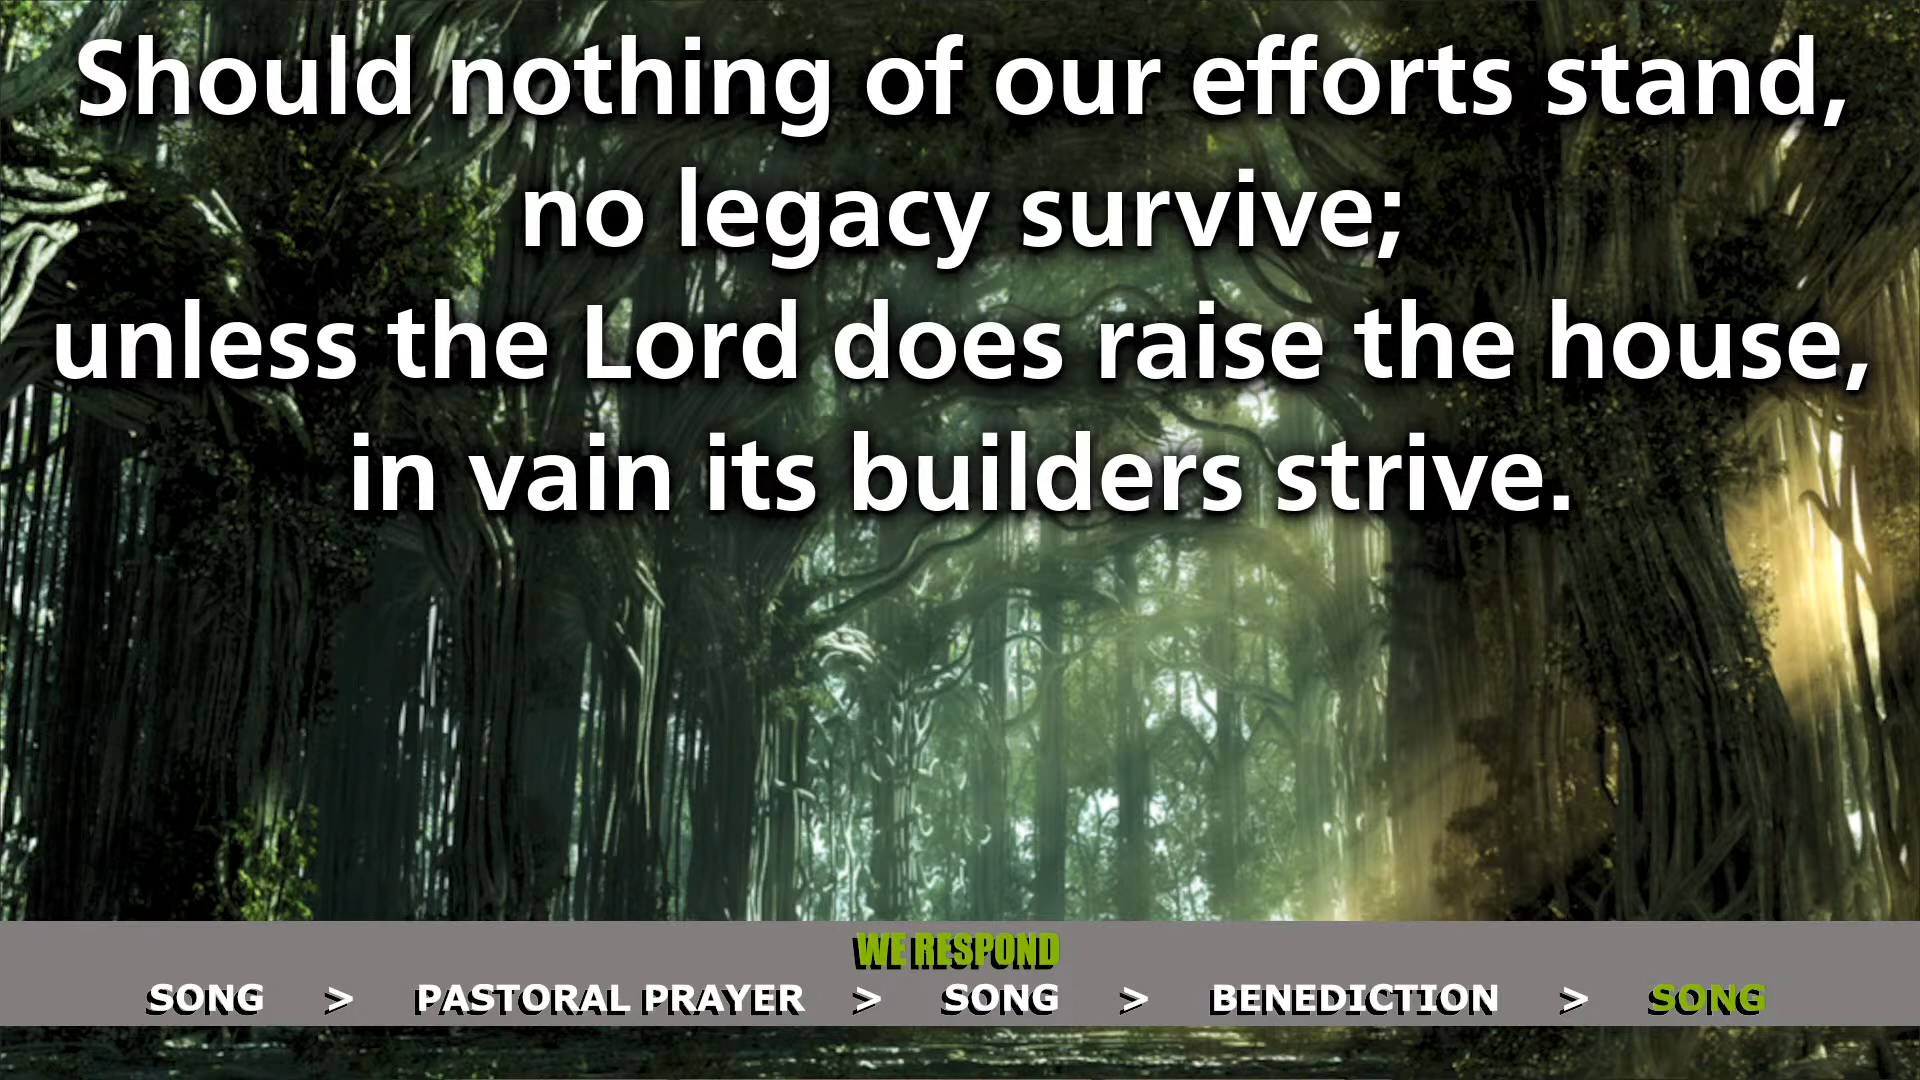 Should nothing of our efforts stand,
no legacy survive;
unless the Lord does raise the house,
in vain its builders strive.
WE RESPOND
SONG > PASTORAL PRAYER > SONG > BENEDICTION > SONG